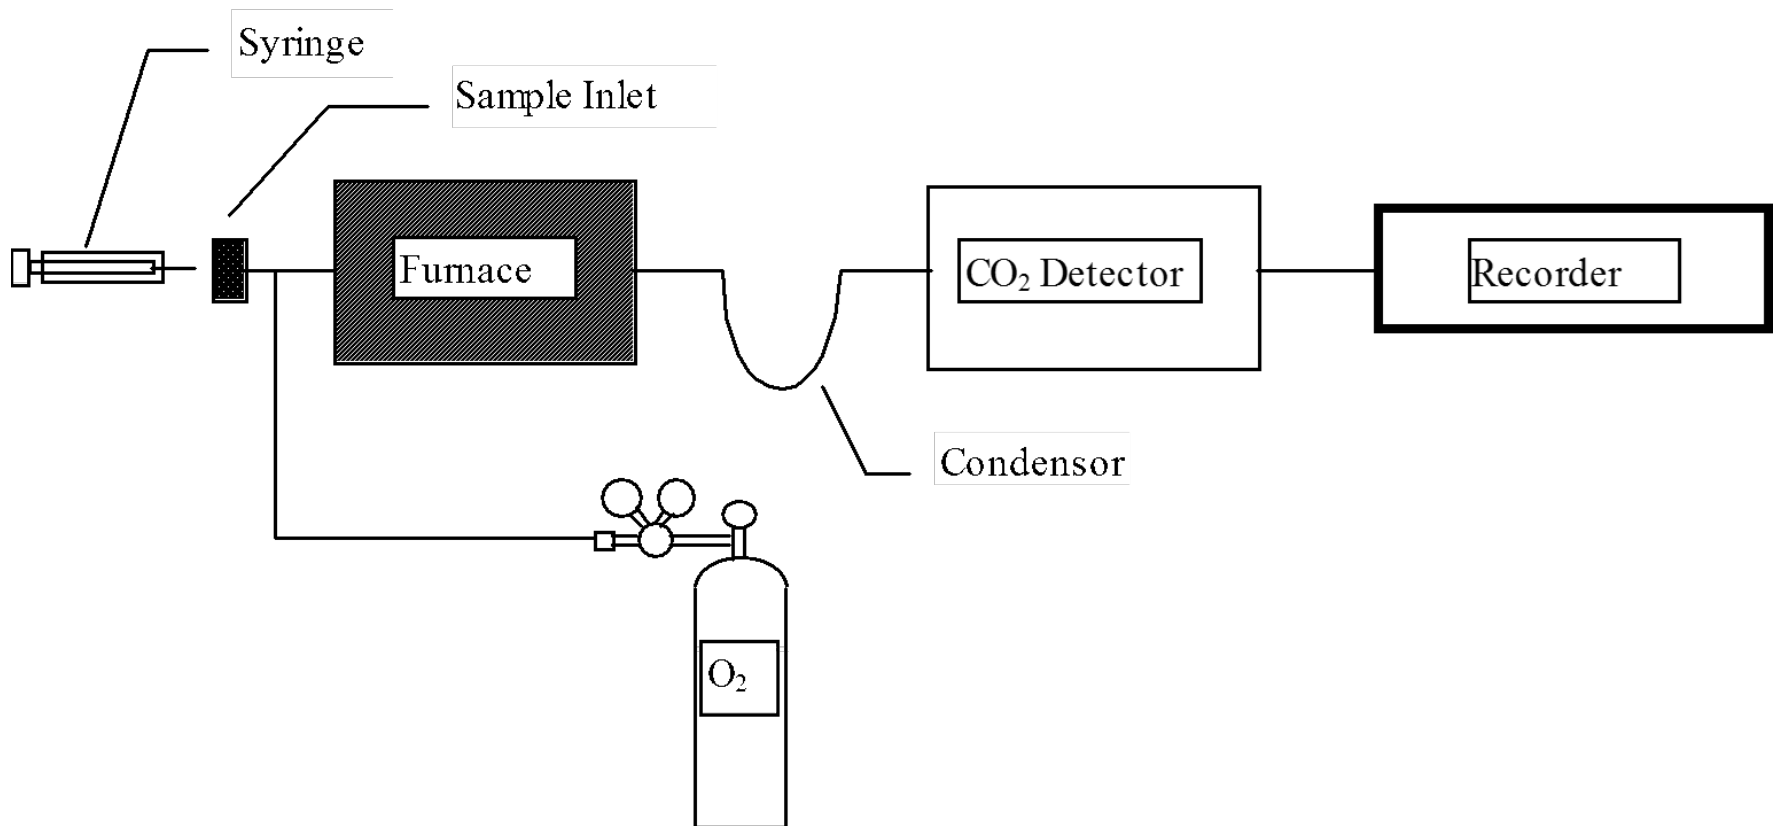 Syringe
Sample Inlet
Furnace
CO₂ Detector
Recorder
Condensor
O₂